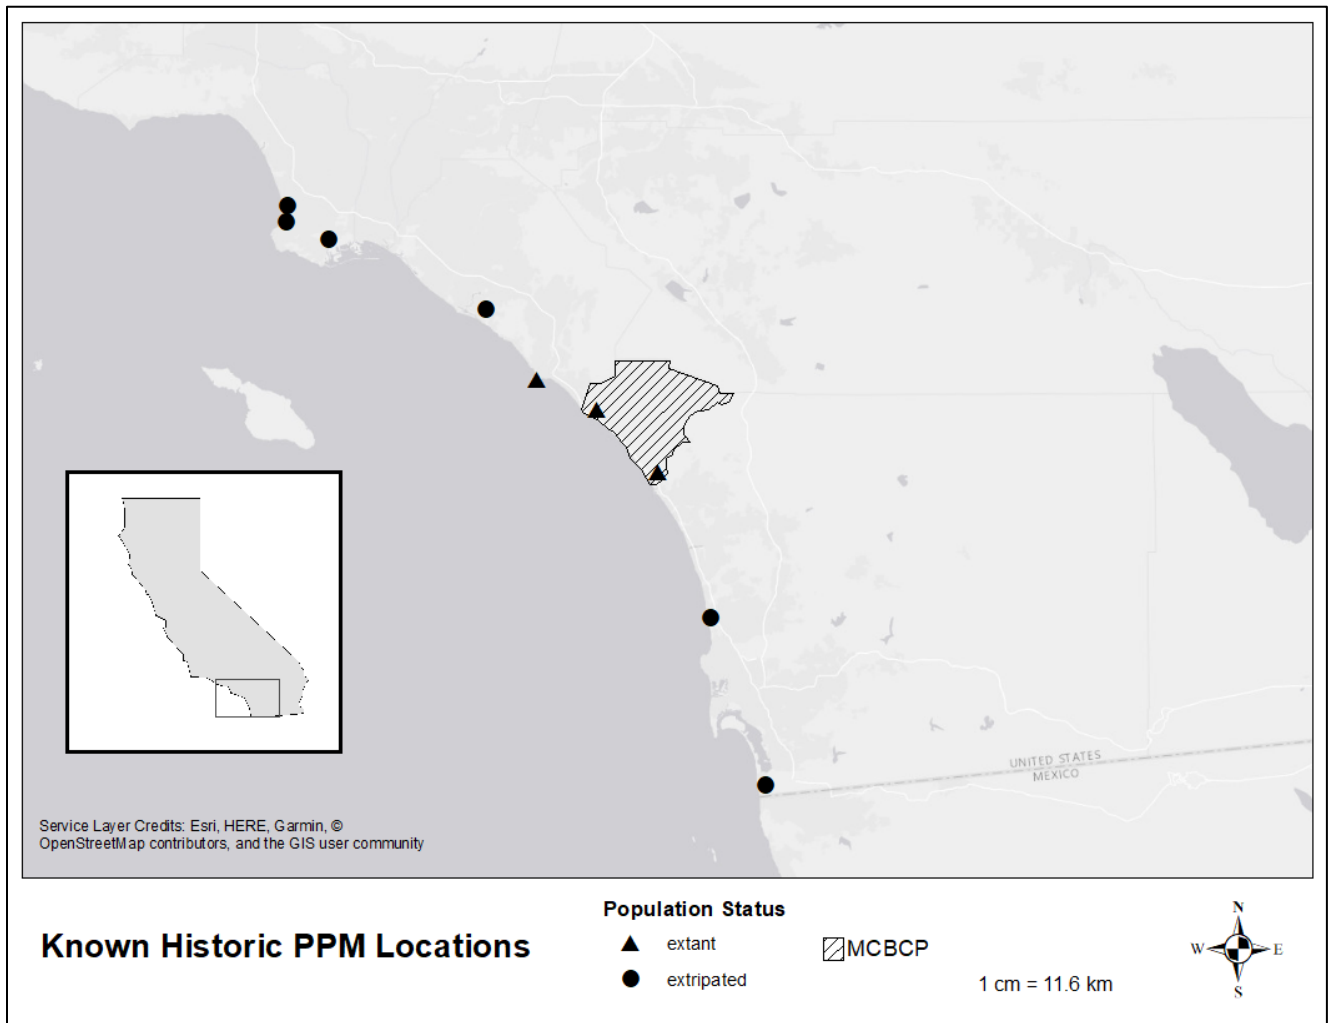 UNITED STATES
MEXICO
Service Layer Credits: Esri, HERE, Garmin, ©
OpenStreetMap contributors, and the GIS user community
Known Historic PPM Locations
Population Status
extant
extripated
MCBCP
1 cm = 11.6 km
N
W E
S